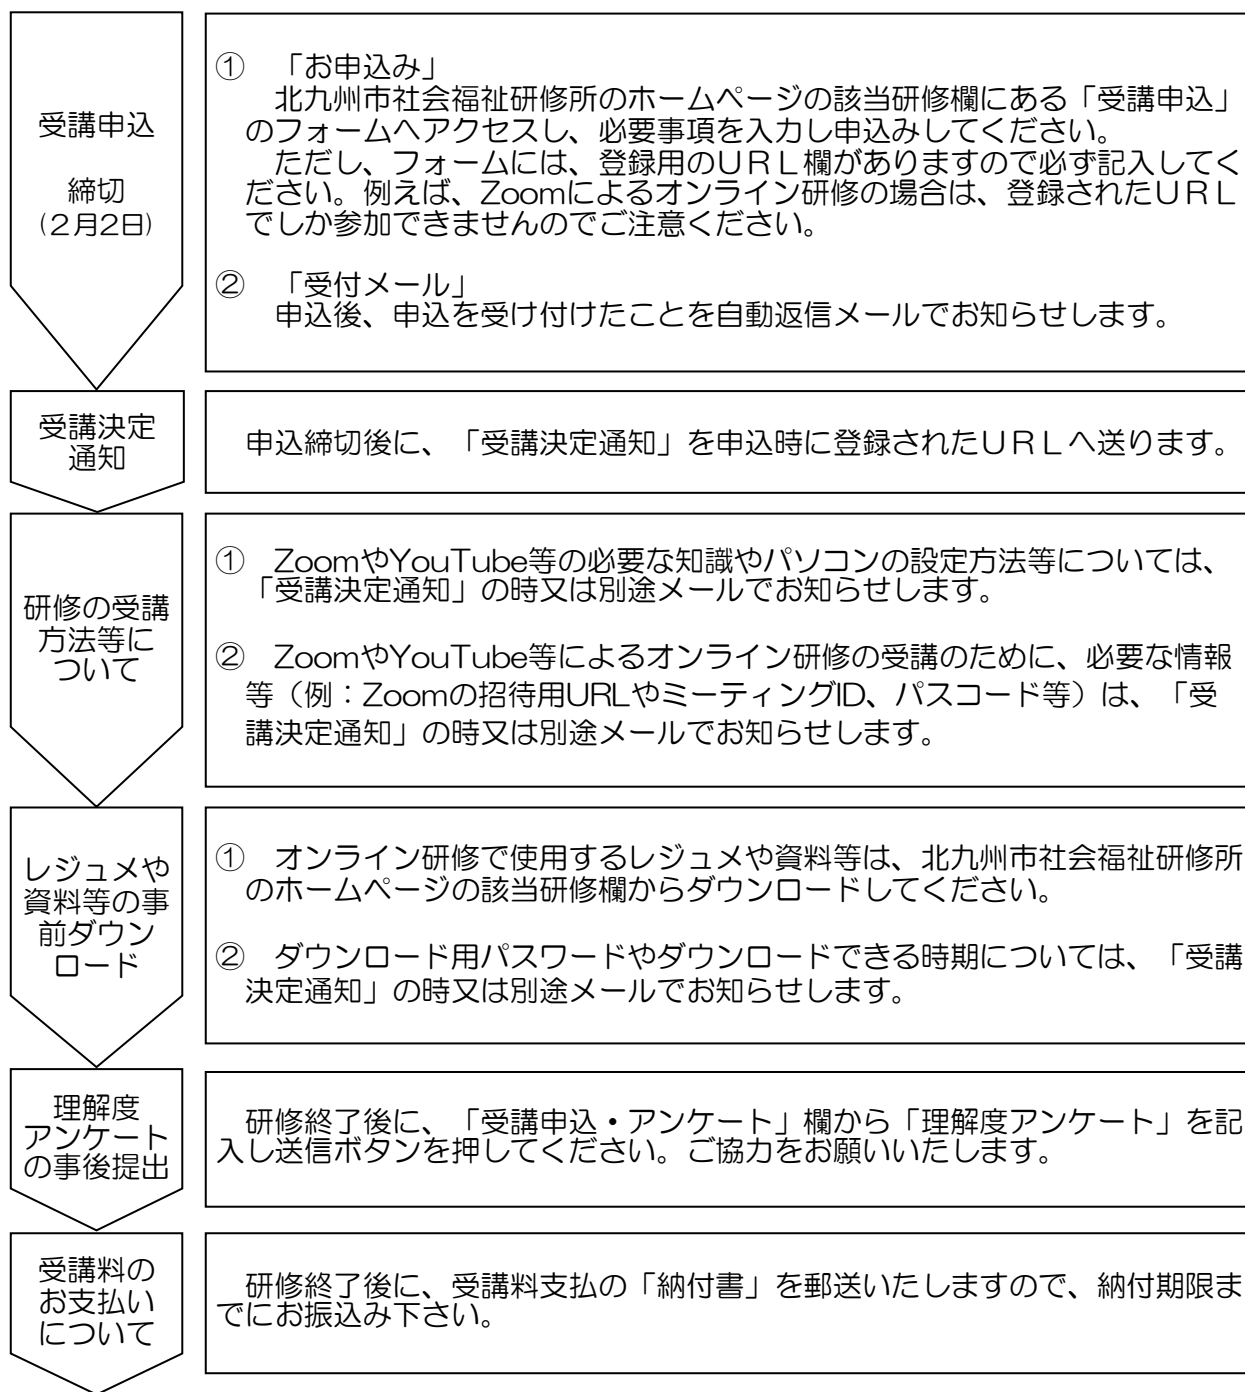 受講申込
締切
(2月2日)
① 「お申込み」
北九州市社会福祉研修所のホームページの該当研修欄にある「受講申込」
のフォームへアクセスし、必要事項を入力し申込みしてください。
ただし、フォームには、登録用のＵＲＬ欄がありますので必ず記入してく
ださい。例えば、Zoomによるオンライン研修の場合は、登録されたＵＲＬ
でしか参加できませんのでご注意ください。
② 「受付メール」
申込後、申込を受け付けたことを自動返信メールでお知らせします。
受講決定
通知
申込締切後に、「受講決定通知」を申込時に登録されたＵＲＬへ送ります。
研修の受講
方法等に
ついて
① ZoomやYouTube等の必要な知識やパソコンの設定方法等については、
「受講決定通知」の時又は別途メールでお知らせします。
② ZoomやYouTube等によるオンライン研修の受講のために、必要な情報
等（例：Zoomの招待用URLやミーティングID、パスコード等）は、「受
講決定通知」の時又は別途メールでお知らせします。
レジュメや
資料等の事
前ダウン
ロード
① オンライン研修で使用するレジュメや資料等は、北九州市社会福祉研修所
のホームページの該当研修欄からダウンロードしてください。
② ダウンロード用パスワードやダウンロードできる時期については、「受講
決定通知」の時又は別途メールでお知らせします。
理解度
アンケート
の事後提出
研修終了後に、「受講申込・アンケート」欄から「理解度アンケート」を記
入し送信ボタンを押してください。ご協力をお願いいたします。
受講料の
お支払い
について
研修終了後に、受講料支払の「納付書」を郵送いたしますので、納付期限ま
でにお振込み下さい。